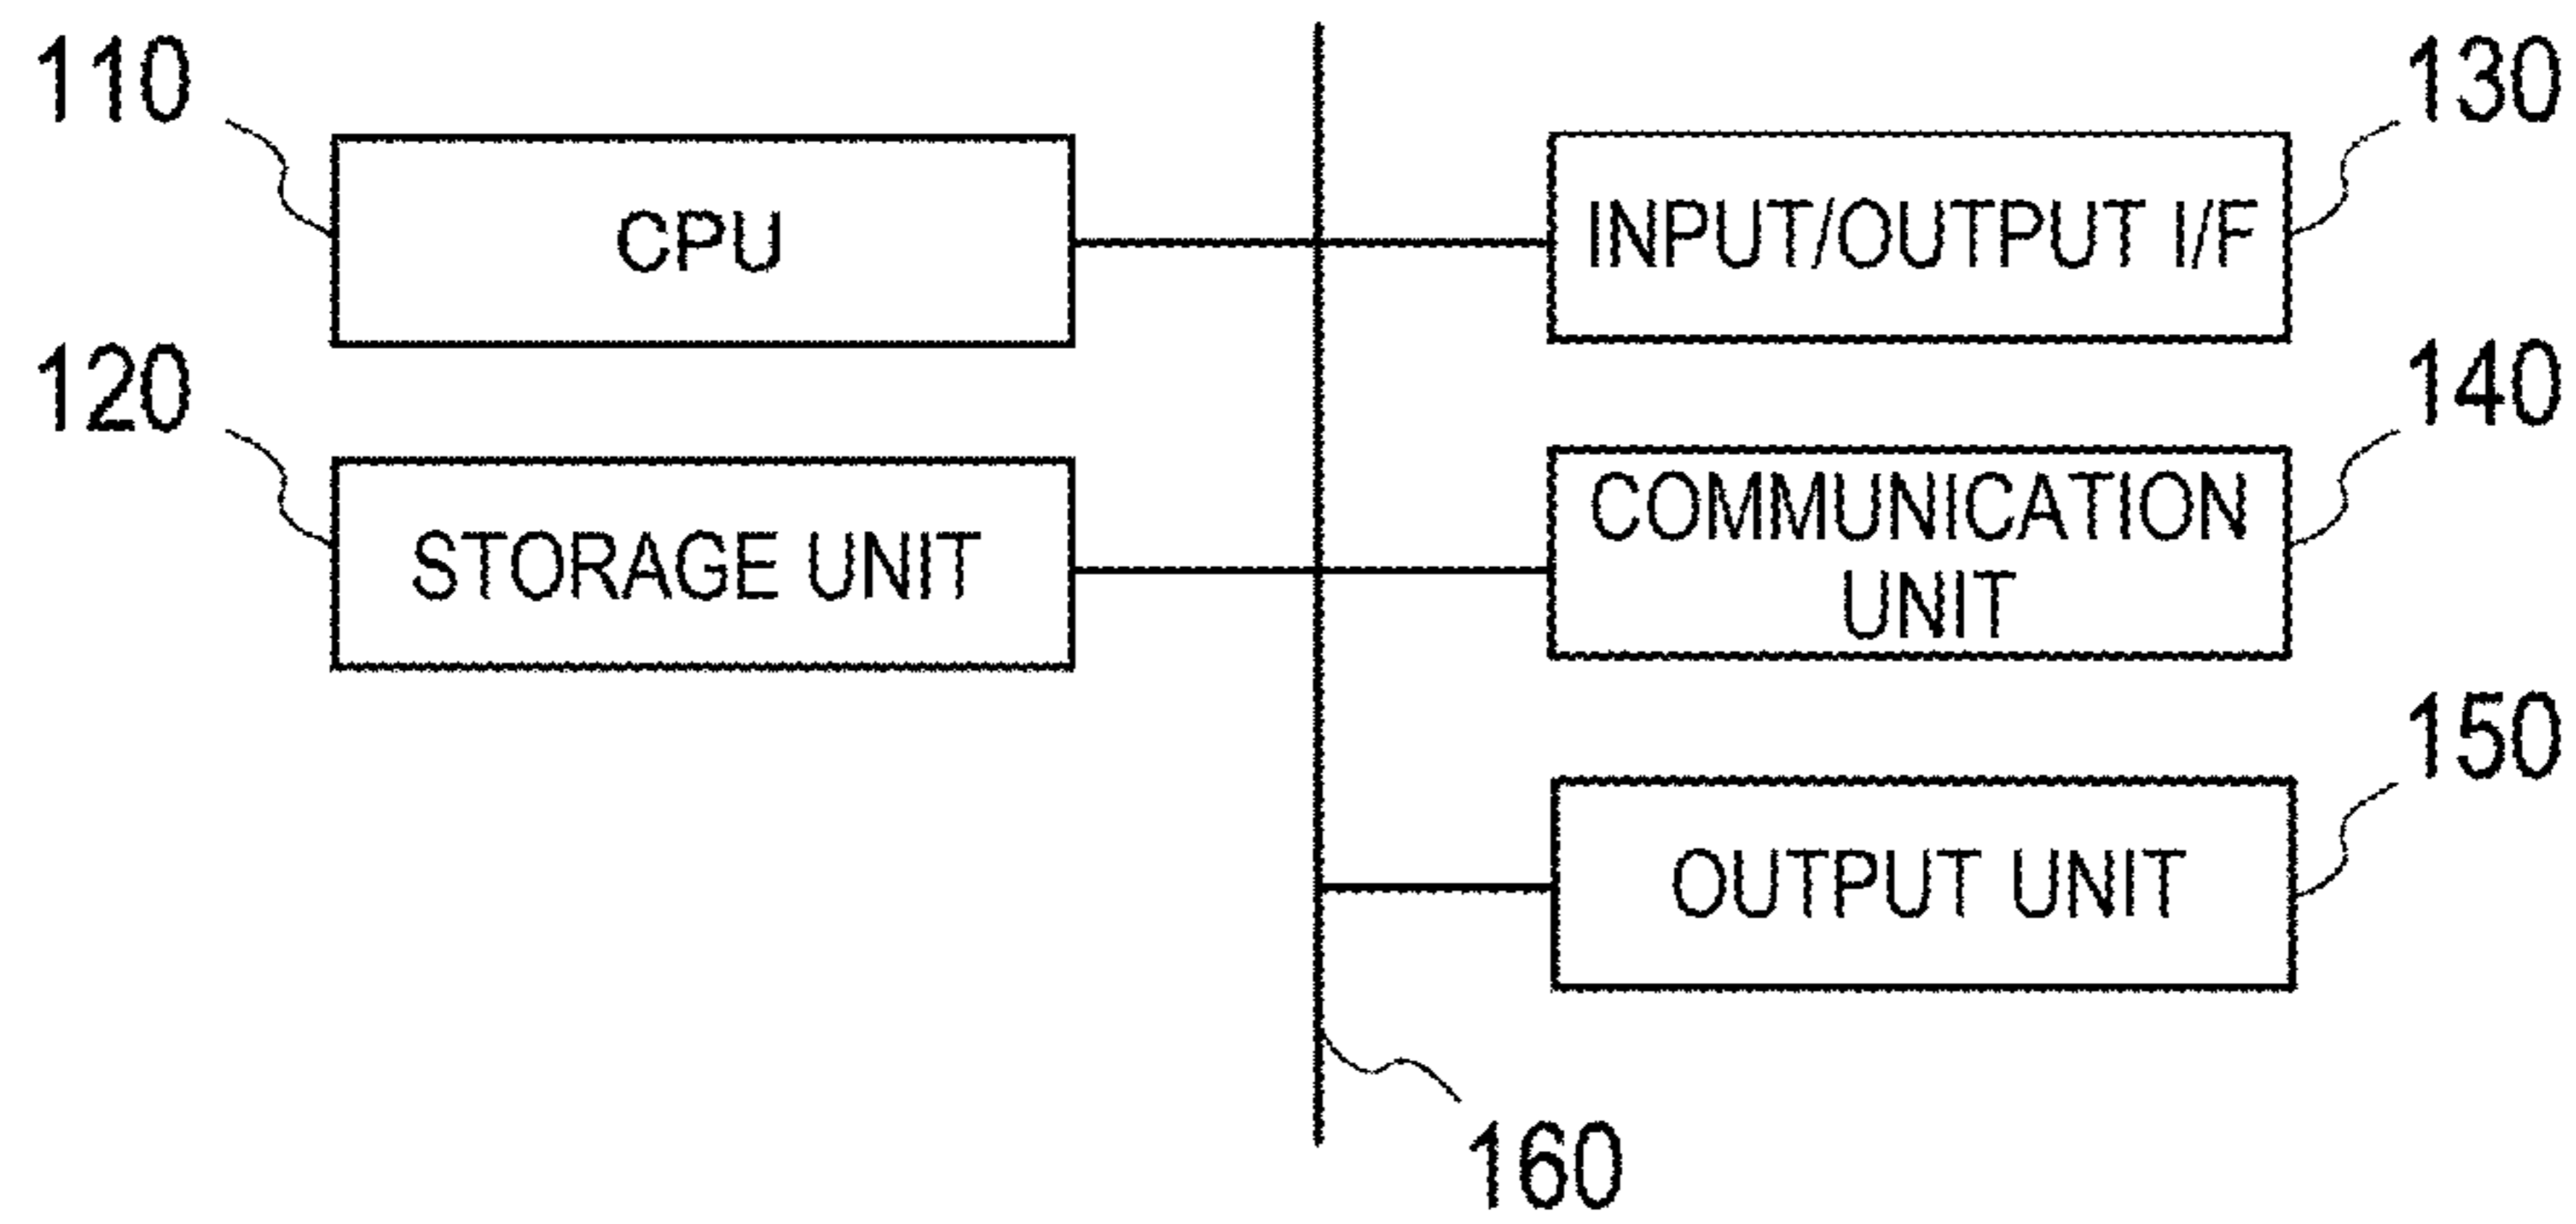 110
CPU
130
INPUT/OUTPUT I/F
120
STORAGE UNIT
140
COMMUNICATION
UNIT
150
OUTPUT UNIT
160